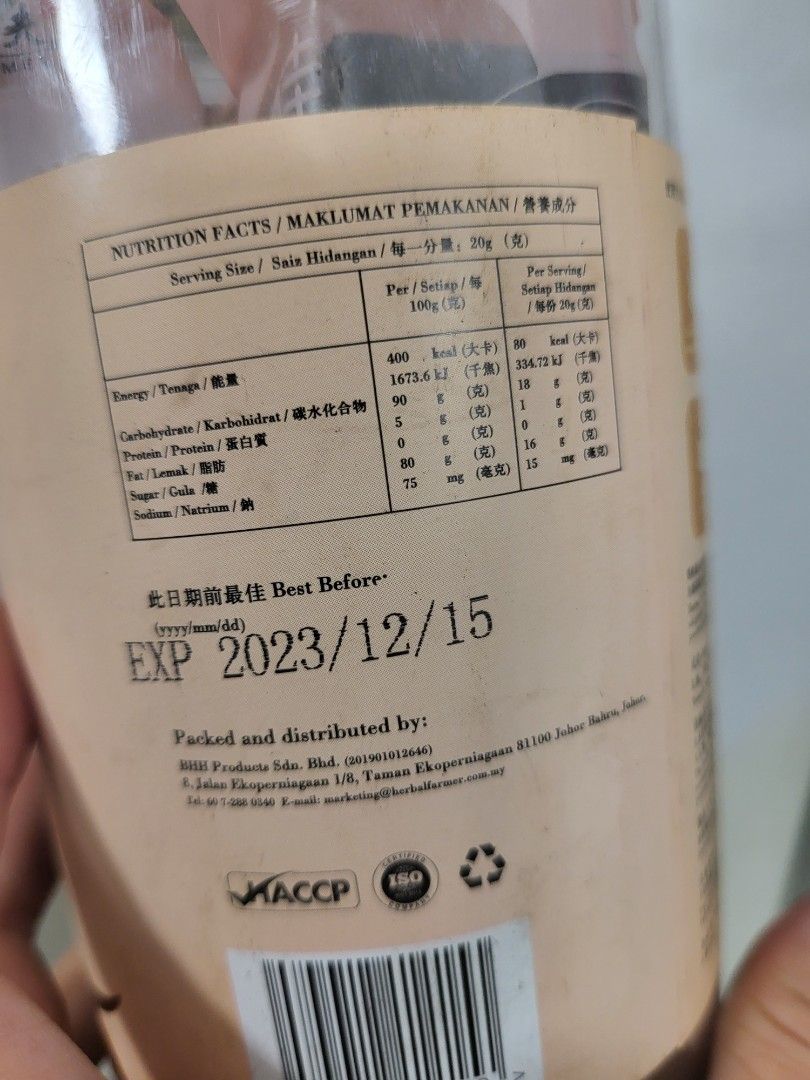 NUTRITION FACTS / MAKLUMAT PEMAKANAN / 營養成分
Serving Size / Saiz Hidangan / 每一分量：20g（克）
Per / Setiap / 每 100g (克)
Per Serving/ Setiap Hidangan / 每份 20g (克)
Energy / Tenaga / 能量 400 kcal (大卡) 80 kcal (大卡)
1673.6 kJ (千焦) 334.72 kJ (千焦)
Carbohydrate / Karbohidrat / 碳水化合物 90 g (克) 18 g (克)
Protein / Protein / 蛋白質 5 g (克) 1 g (克)
Fat / Lemak / 脂肪 0 g (克) 0 g (克)
Sugar / Gula /糖 80 g (克) 16 g (克)
Sodium / Natrium / 鈉 75 mg (毫克) 15 mg (毫克)
此日期前最佳 Best Before:
(yyyy/mm/dd)
EXP 2023/12/15
Packed and distributed by:
BHH Products Sdn. Bhd. (201901012646)
8, Jalan Ekoperniagaan 1/8, Taman Ekoperniagaan 81100 Johor Bahru, Johor.
Tel: 60 7-288 0340 E-mail: marketing@herbalfarmer.com.my
HACCP
CERTIFIED
ISO
COMPANY